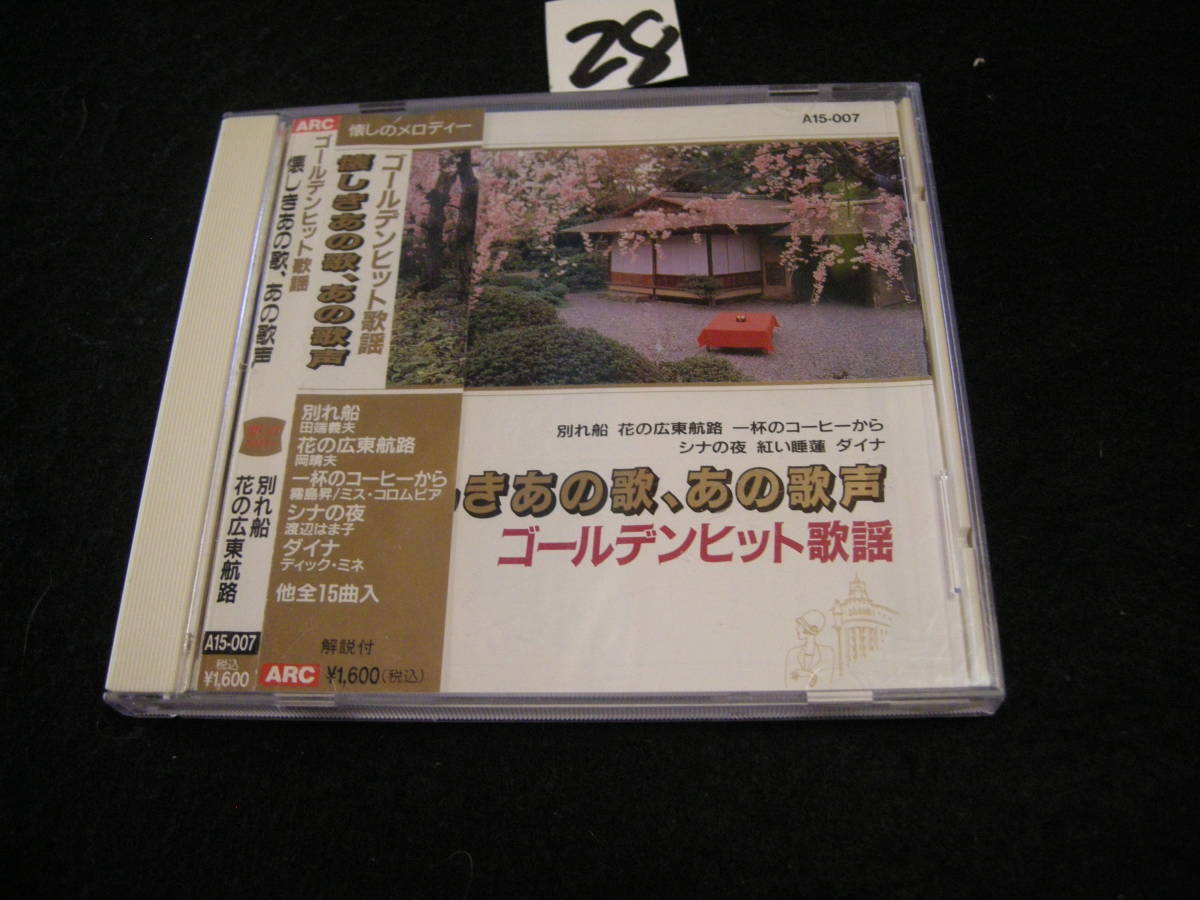 82
ARC
懐しのメロディー
A15-007
ゴールデンヒット歌謡
懐しきあの歌、あの歌声
ゴールデンヒット歌謡
懐しきあの歌、あの歌声
別れ船
田端義夫
花の広東航路
岡晴夫
一杯のコーヒーから
霧島昇/ミス・コロムビア
シナの夜
渡辺はま子
ダイナ
ディック・ミネ
他全15曲入
解説付
ARC ¥1,600(税込)
別れ船
花の広東航路
A15-007
税込
¥1,600
別れ船 花の広東航路 一杯のコーヒーから
シナの夜 紅い睡蓮 ダイナ
きあの歌、あの歌声
ゴールデンヒット歌謡